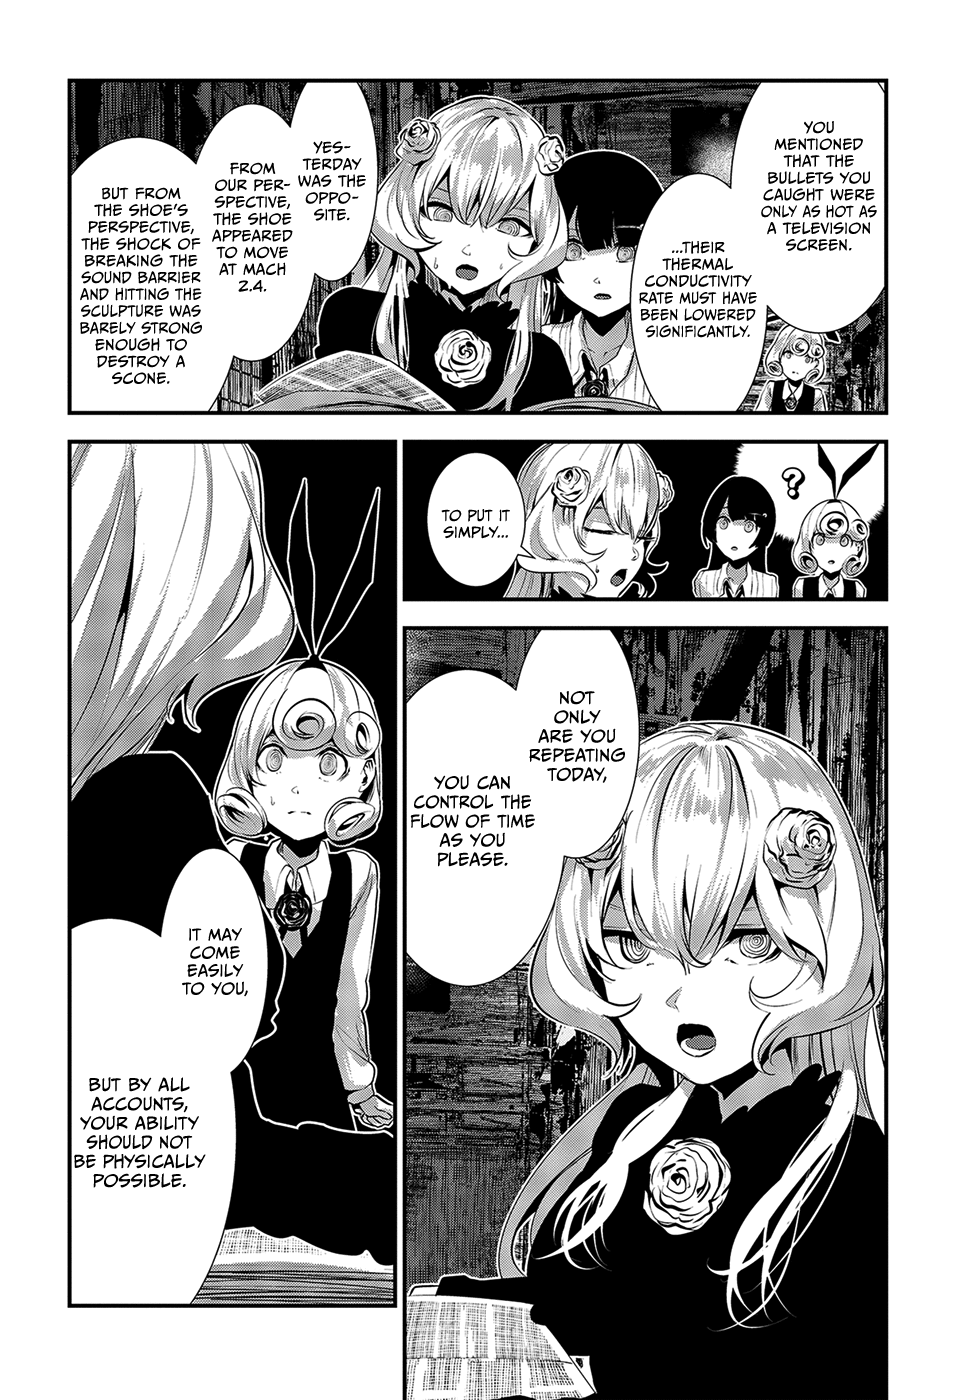 YOU
MENTIONED
THAT THE
BULLETS YOU
CAUGHT WERE
ONLY AS HOT AS
A TELEVISION
SCREEN.
...THEIR
THERMAL
CONDUCTIVITY
RATE MUST HAVE
BEEN LOWERED
SIGNIFICANTLY.
YES-
TERDAY
WAS THE
OPPO-
SITE.
FROM
OUR PER-
SPECTIVE,
THE SHOE
APPEARED
TO MOVE
AT MACH
2.4.
BUT FROM
THE SHOE'S
PERSPECTIVE,
THE SHOCK OF
BREAKING THE
SOUND BARRIER
AND HITTING THE
SCULPTURE WAS
BARELY STRONG
ENOUGH TO
DESTROY A
SCONE.
?
TO PUT IT
SIMPLY...
NOT
ONLY
ARE YOU
REPEATING
TODAY,
YOU CAN
CONTROL THE
FLOW OF TIME
AS YOU
PLEASE.
IT MAY
COME
EASILY
TO YOU,
BUT BY ALL
ACCOUNTS,
YOUR ABILITY
SHOULD NOT
BE PHYSICALLY
POSSIBLE.